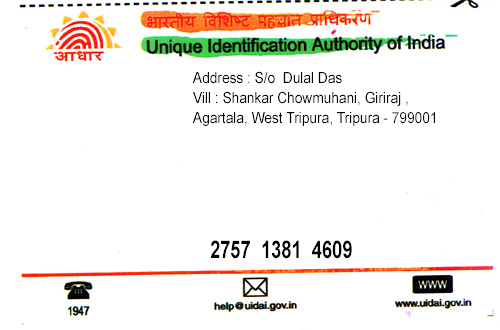 भारतीय विशिष्ट पहचान प्राधिकरण
Unique Identification Authority of India
आधार
Address : S/o Dulal Das
Vill : Shankar Chowmuhani, Giriraj ,
Agartala, West Tripura, Tripura - 799001
2757 1381 4609
WWW
1947
help@uidai.gov.in
www.uidai.gov.in